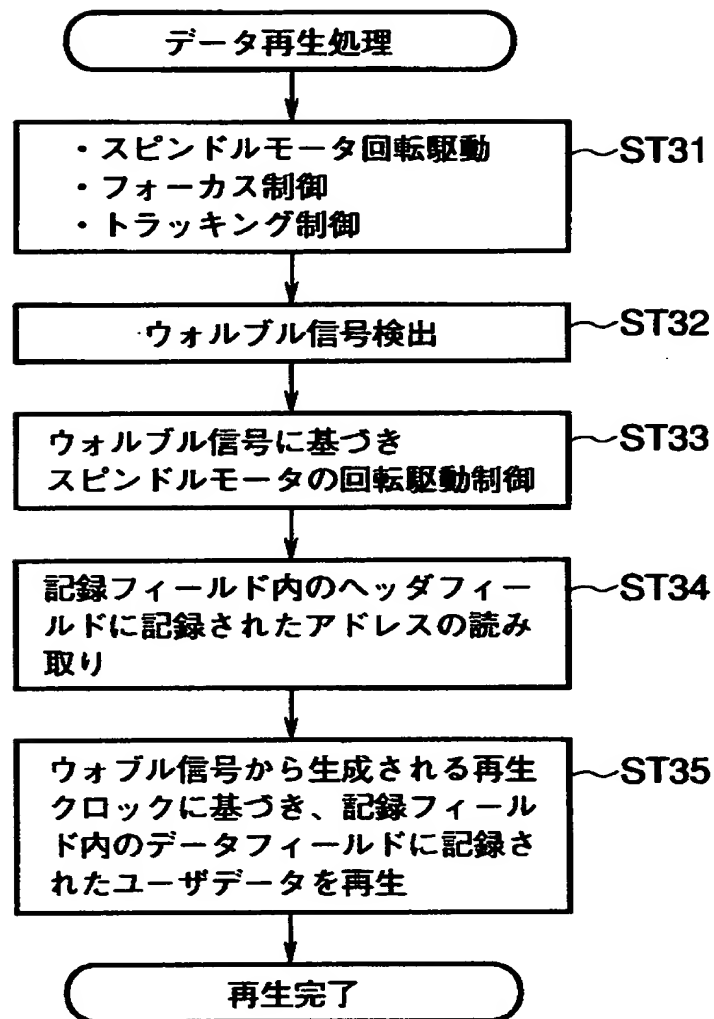 データ再生処理
・スピンドルモータ回転駆動
・フォーカス制御
・トラッキング制御
ST31
ウォルブル信号検出
ST32
ウォルブル信号に基づき
スピンドルモータの回転駆動制御
ST33
記録フィールド内のヘッダフィー
ルドに記録されたアドレスの読み
取り
ST34
ウォブル信号から生成される再生
クロックに基づき、記録フィール
ド内のデータフィールドに記録さ
れたユーザデータを再生
ST35
再生完了